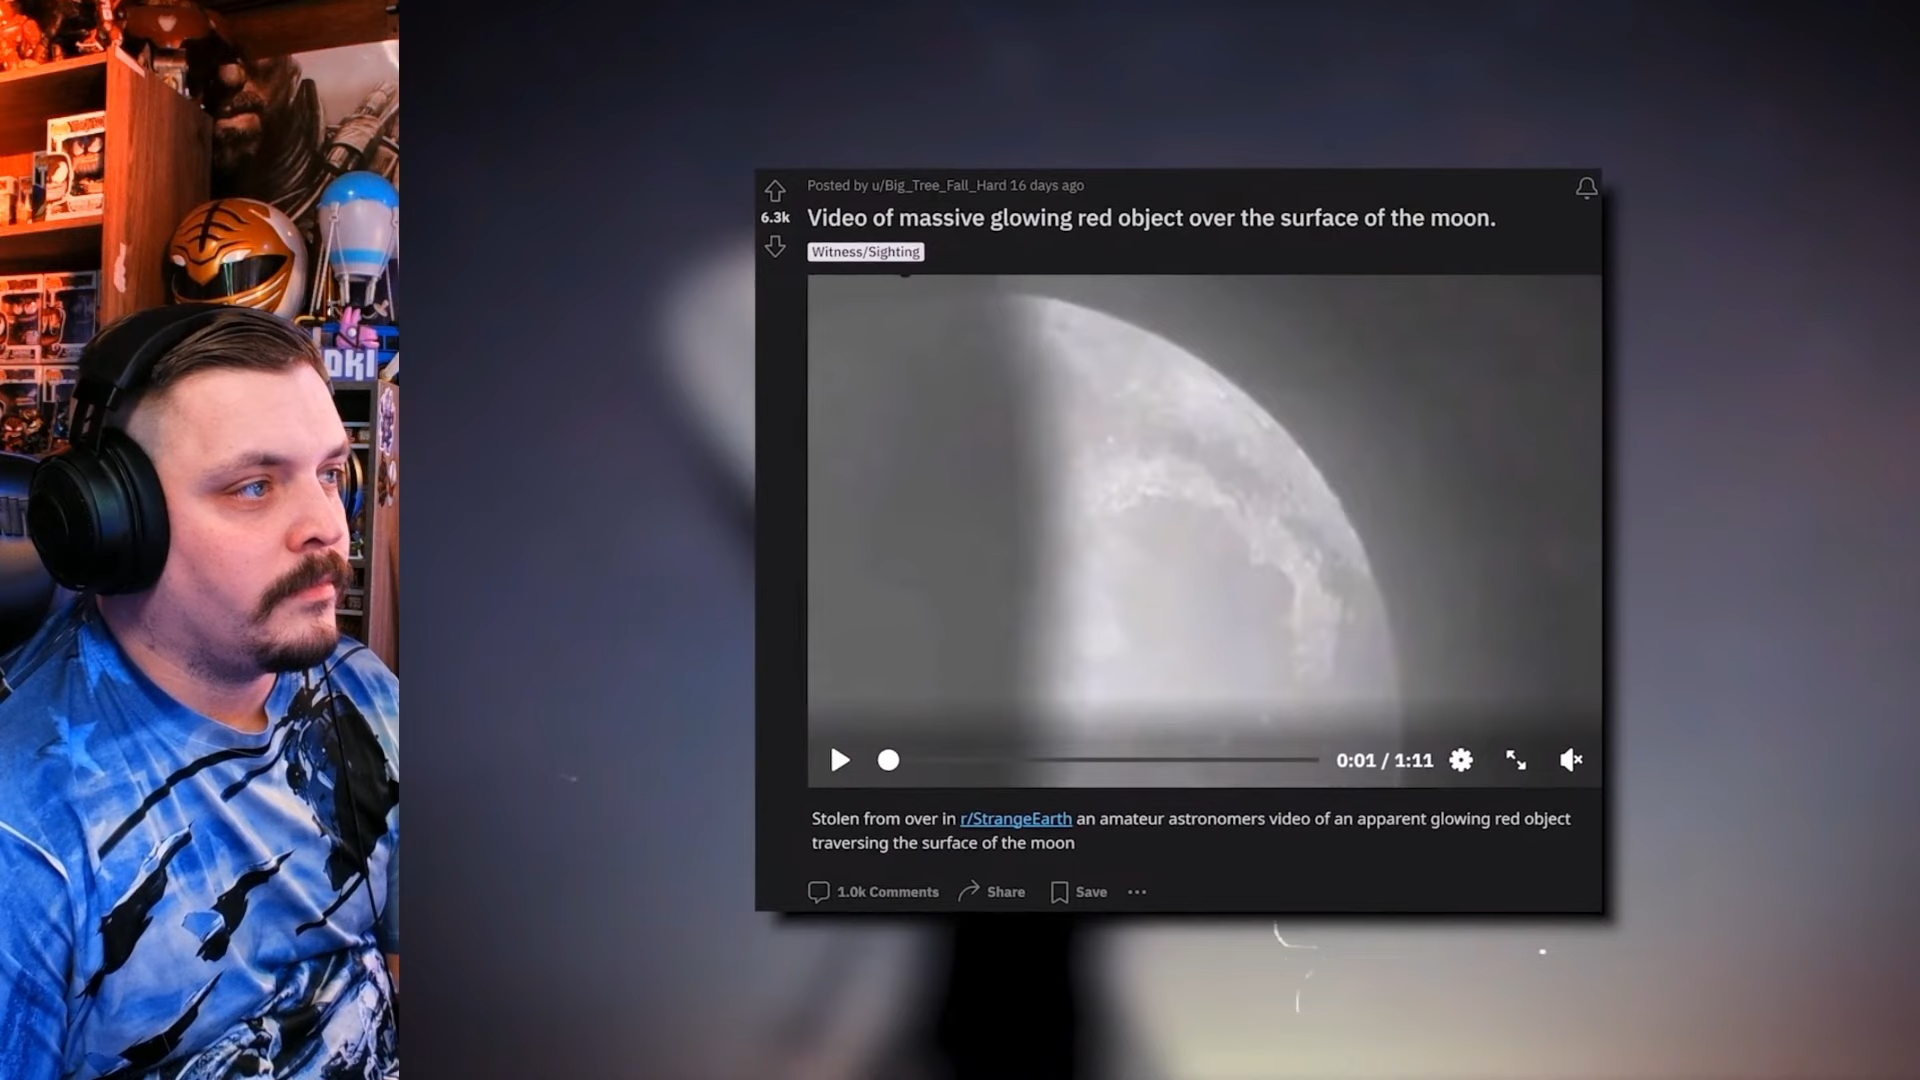 Posted by u/Big_Tree_Fall_Hard 16 days ago
6.3k
Video of massive glowing red object over the surface of the moon.
Witness/Sighting
0:01 / 1:11
Stolen from over in r/StrangeEarth an amateur astronomers video of an apparent glowing red object
traversing the surface of the moon
1.0k Comments
Share
Save
OKI